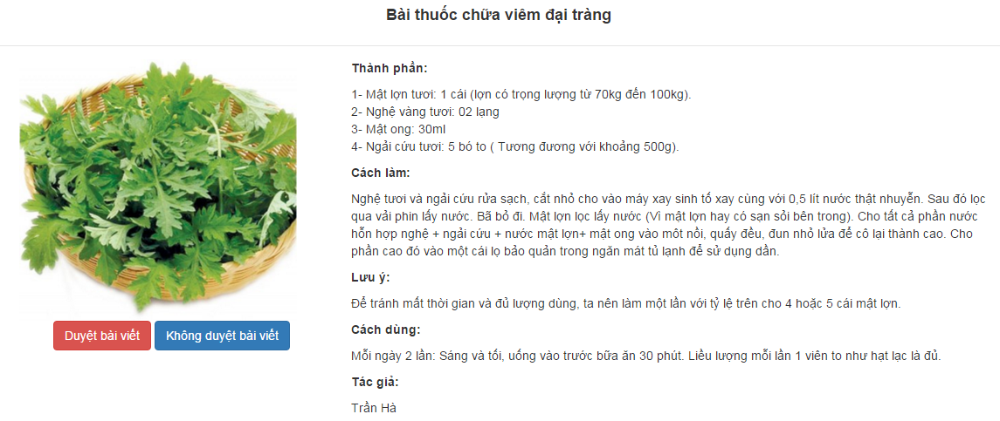 Bài thuốc chữa viêm đại tràng
Thành phần:
1- Mật lợn tươi: 1 cái (lợn có trọng lượng từ 70kg đến 100kg).
2- Nghệ vàng tươi: 02 lạng
3- Mật ong: 30ml
4- Ngải cứu tươi: 5 bó to ( Tương đương với khoảng 500g).
Cách làm:
Nghệ tươi và ngải cứu rửa sạch, cắt nhỏ cho vào máy xay sinh tố xay cùng với 0,5 lít nước thật nhuyễn. Sau đó lọc
qua vải phin lấy nước. Bã bỏ đi. Mật lợn lọc lấy nước (Vì mật lợn hay có sạn sỏi bên trong). Cho tất cả phần nước
hỗn hợp nghệ + ngải cứu + nước mật lợn+ mật ong vào một nồi, quấy đều, đun nhỏ lửa để cô lại thành cao. Cho
phần cao đó vào một cái lọ bảo quản trong ngăn mát tủ lạnh để sử dụng dần.
Lưu ý:
Để tránh mất thời gian và đủ lượng dùng, ta nên làm một lần với tỷ lệ trên cho 4 hoặc 5 cái mật lợn.
Duyệt bài viết
Không duyệt bài viết
Cách dùng:
Mỗi ngày 2 lần: Sáng và tối, uống vào trước bữa ăn 30 phút. Liều lượng mỗi lần 1 viên to như hạt lạc là đủ.
Tác giả:
Trần Hà